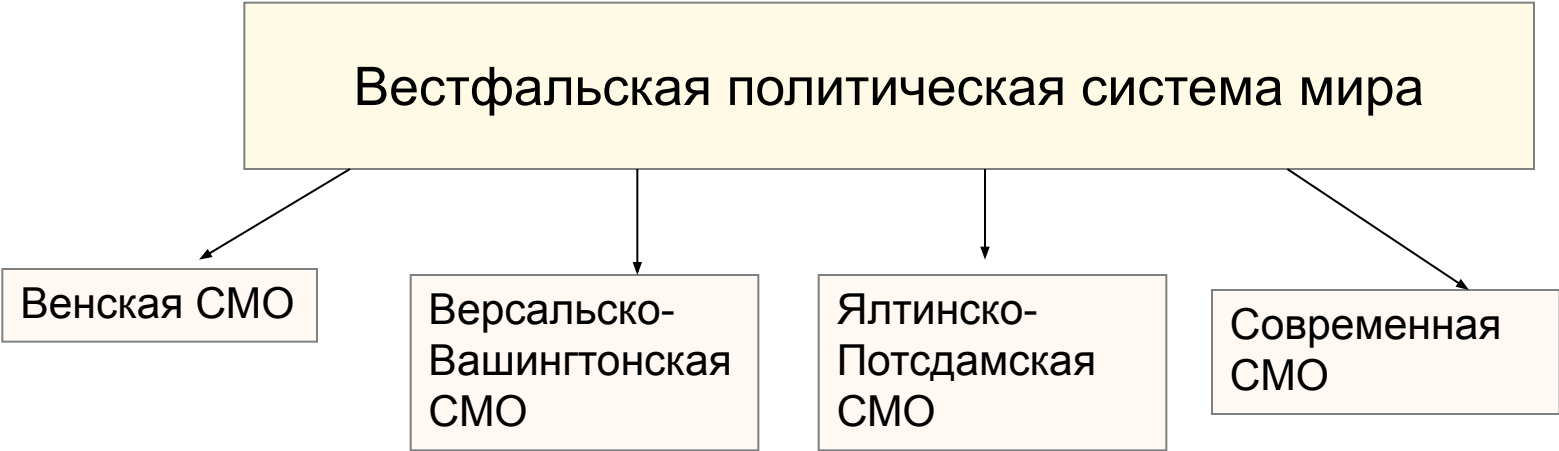 Вестфальская политическая система мира
Венская СМО
Версальско-
Вашингтонская
СМО
Ялтинско-
Потсдамская
СМО
Современная
СМО